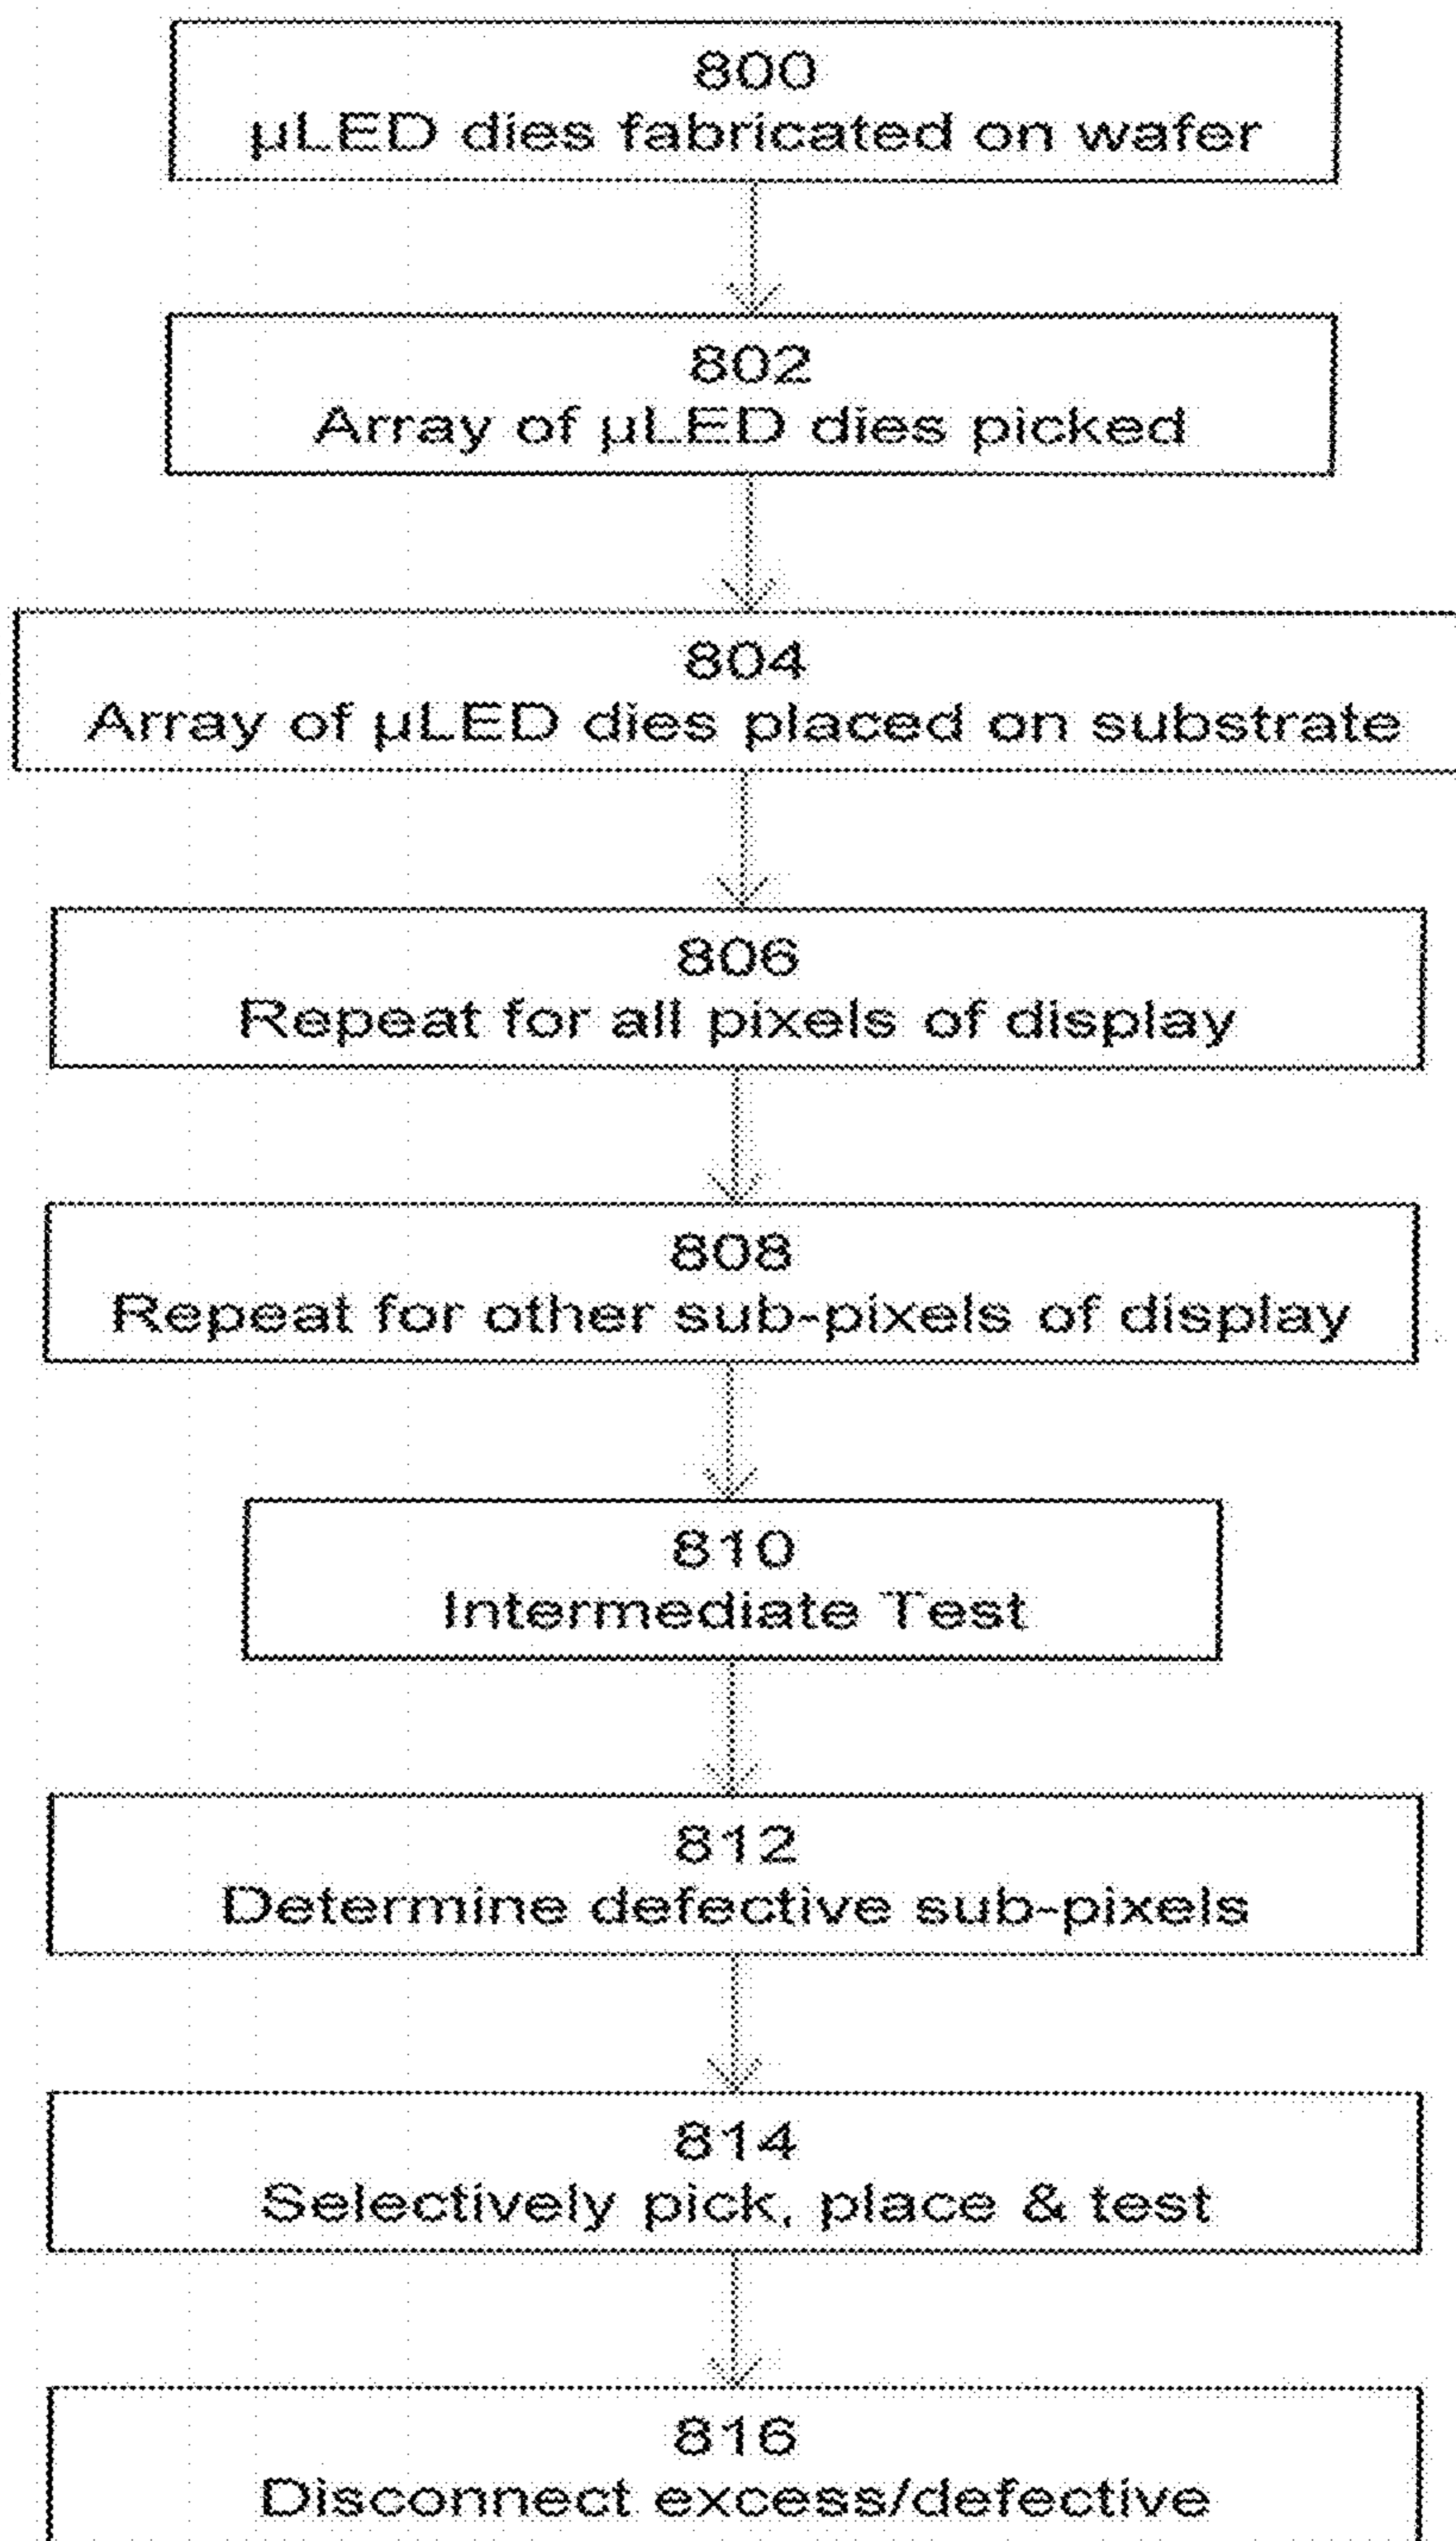 800
µLED dies fabricated on wafer
802
Array of µLED dies picked
804
Array of µLED dies placed on substrate
806
Repeat for all pixels of display
808
Repeat for other sub-pixels of display
810
Intermediate Test
812
Determine defective sub-pixels
814
Selectively pick, place & test
816
Disconnect excess/defective